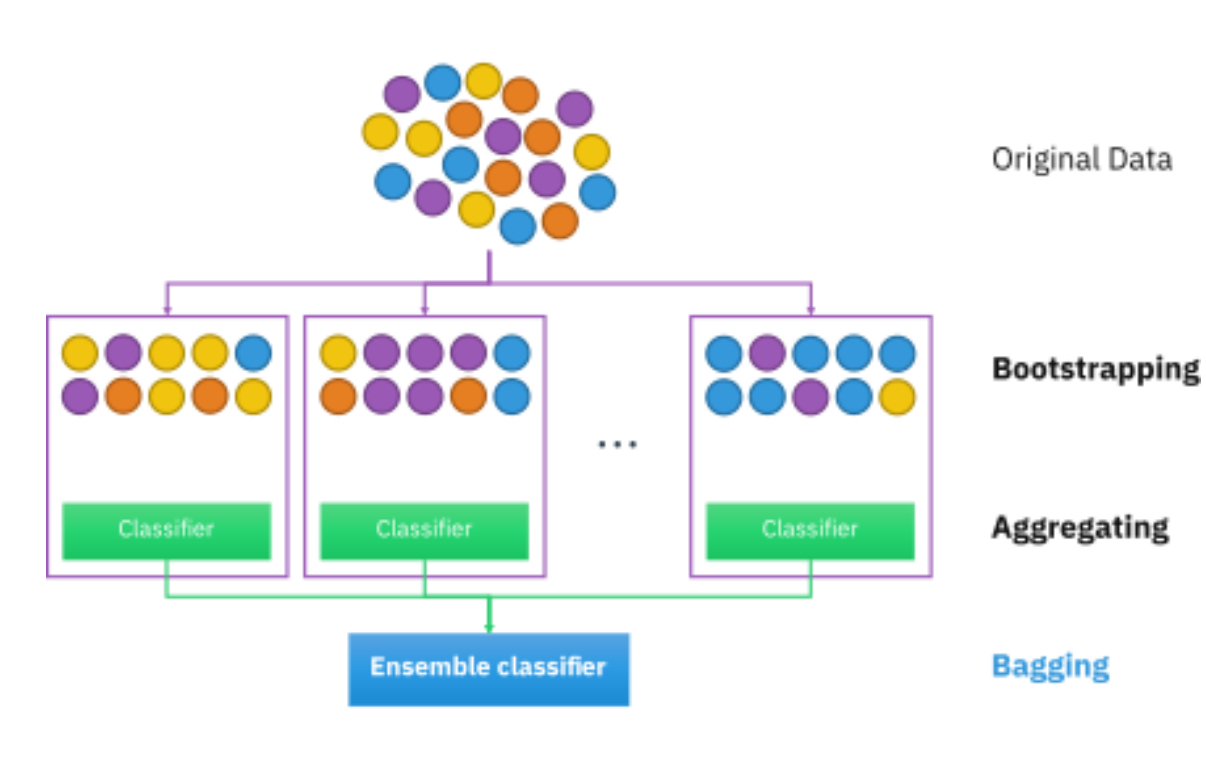 Original Data
Bootstrapping
...
Classifier
Classifier
Classifier
Aggregating
Ensemble classifier
Bagging